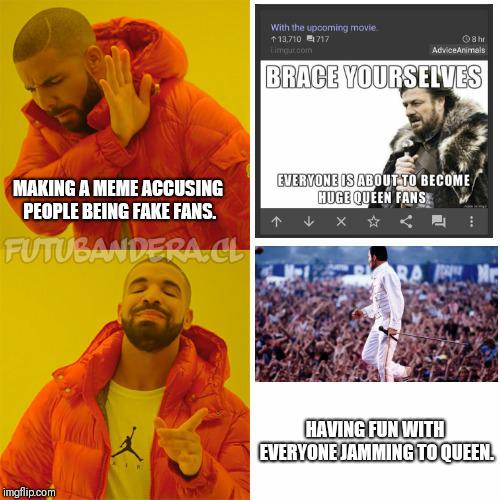 With the upcoming movie.
↑13,710 717 8 hr
i.imgur.com AdviceAnimals
BRACE YOURSELVES
EVERYONE IS ABOUT TO BECOME
HUGE QUEEN FANS
MAKING A MEME ACCUSING
PEOPLE BEING FAKE FANS.
FUTUBANDERA.CL
AIR
HAVING FUN WITH
EVERYONE JAMMING TO QUEEN.
imgflip.com